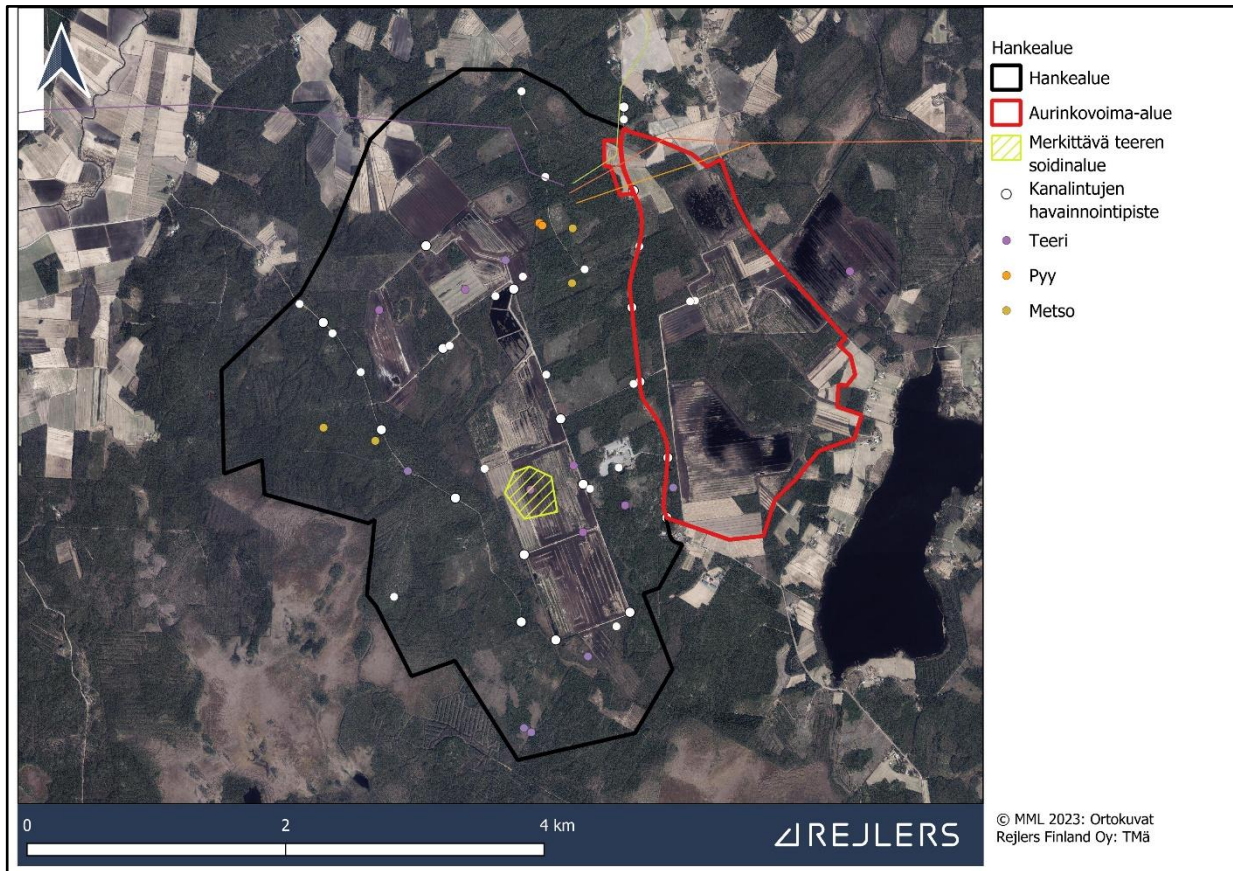 Hankealue
Hankealue
Aurinkovoima-alue
Merkittävä teeren
soidinalue
Kanalintujen
havainnointipiste
Teeri
Pyy
Metso
0
2
4 km
REJLERS
© MML 2023: Ortokuvat
Rejlers Finland Oy: TMä